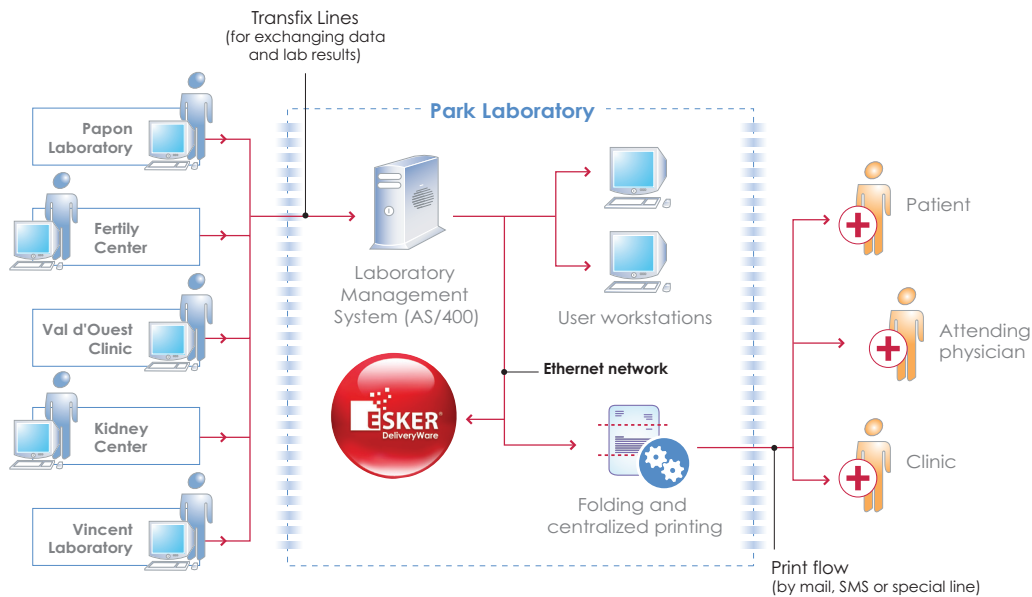 Transfix Lines
(for exchanging data
and lab results)
Park Laboratory
Papon
Laboratory
Fertily
Center
Val d'Ouest
Clinic
Kidney
Center
Vincent
Laboratory
Laboratory
Management
System (AS/400)
User workstations
Ethernet network
ESKER®
DeliveryWare
Folding and
centralized printing
Patient
Attending
physician
Clinic
Print flow
(by mail, SMS or special line)